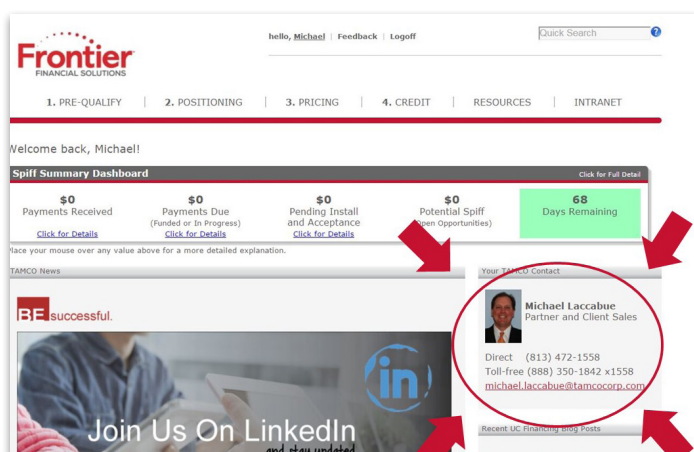 hello, Michael | Feedback | Logoff
Quick Search
?
Frontier
FINANCIAL SOLUTIONS
1. PRE-QUALIFY | 2. POSITIONING | 3. PRICING | 4. CREDIT | RESOURCES | INTRANET
Welcome back, Michael!
Spiff Summary Dashboard
Click for Full Detail
$0
Payments Received
Click for Details
$0
Payments Due
(Funded or In Progress)
Click for Details
$0
Pending Install
and Acceptance
Click for Details
$0
Potential Spiff
(Open Opportunities)
68
Days Remaining
Place your mouse over any value above for a more detailed explanation.
TAMCO News
BE successful.
in
Join Us On LinkedIn
and stay updated
Your TAMCO Contact
Michael Laccabue
Partner and Client Sales
Direct (813) 472-1558
Toll-free (888) 350-1842 x1558
michael.laccabue@tamcocorp.com
Recent UC Financing Blog Posts